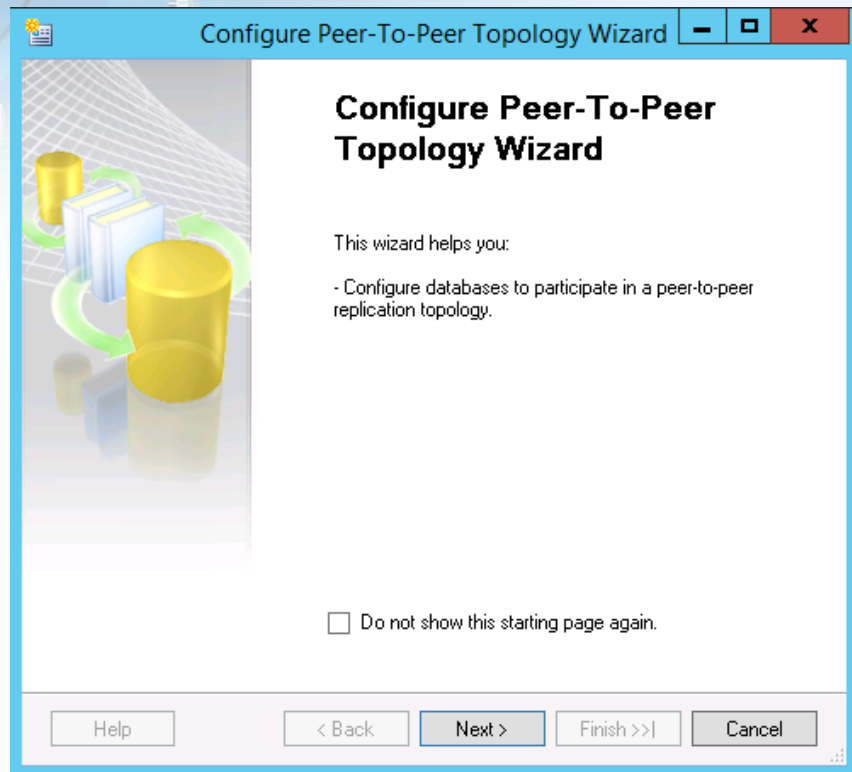 Configure Peer-To-Peer Topology Wizard
Configure Peer-To-Peer
Topology Wizard
This wizard helps you:
- Configure databases to participate in a peer-to-peer
replication topology.
Do not show this starting page again.
Help
< Back
Next >
Finish >>|
Cancel